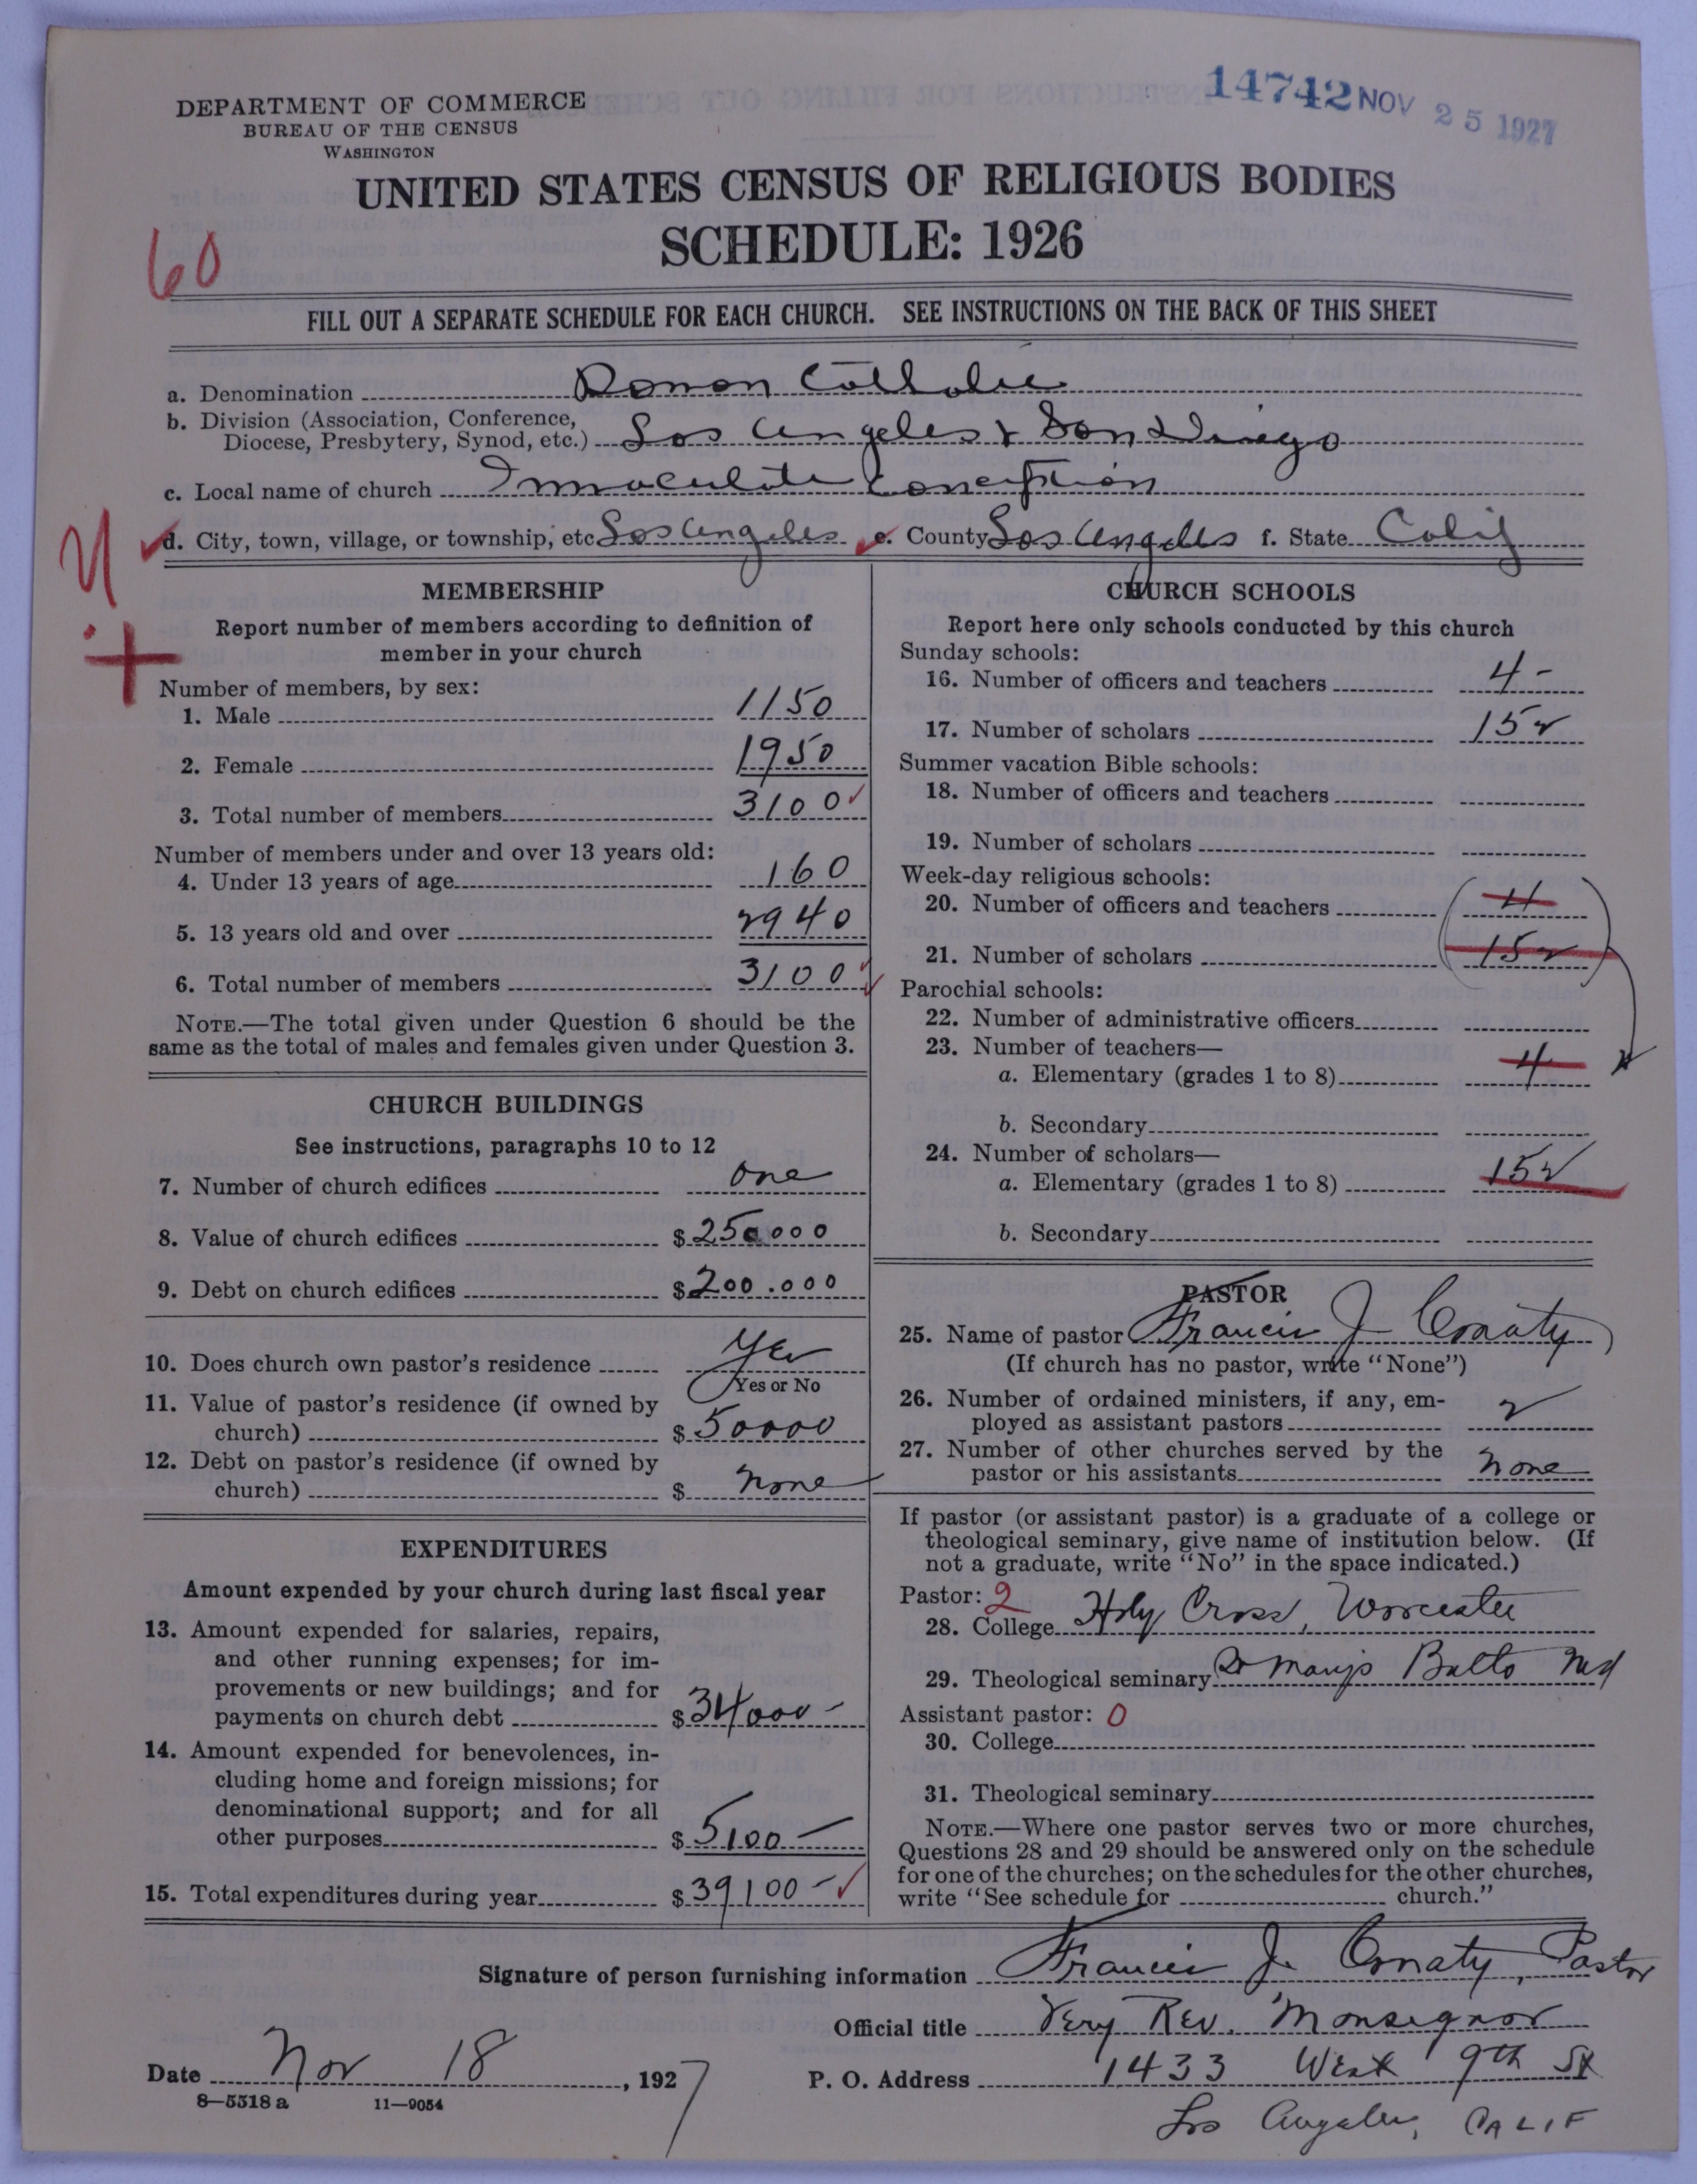 14742 NOV 25 1927
DEPARTMENT OF COMMERCE
BUREAU OF THE CENSUS
WASHINGTON
UNITED STATES CENSUS OF RELIGIOUS BODIES
SCHEDULE: 1926
60
FILL OUT A SEPARATE SCHEDULE FOR EACH CHURCH. SEE INSTRUCTIONS ON THE BACK OF THIS SHEET
a. Denomination Roman Catholic
b. Division (Association, Conference,
Diocese, Presbytery, Synod, etc.) Los Angeles & San Diego
c. Local name of church Immaculate Conception
d. City, town, village, or township, etc. Los Angeles e. County Los Angeles f. State Calif
MEMBERSHIP
Report number of members according to definition of
member in your church
Number of members, by sex:
1. Male 1150
2. Female 1950
3. Total number of members 3100
Number of members under and over 13 years old:
4. Under 13 years of age 160
5. 13 years old and over 2940
6. Total number of members 3100
NOTE.—The total given under Question 6 should be the
same as the total of males and females given under Question 3.
CHURCH BUILDINGS
See instructions, paragraphs 10 to 12
7. Number of church edifices one
8. Value of church edifices $250000
9. Debt on church edifices $200.000
10. Does church own pastor's residence Yes
Yes or No
11. Value of pastor's residence (if owned by
church) $50000
12. Debt on pastor's residence (if owned by
church) $ none
EXPENDITURES
Amount expended by your church during last fiscal year
13. Amount expended for salaries, repairs,
and other running expenses; for im-
provements or new buildings; and for
payments on church debt $34000 -
14. Amount expended for benevolences, in-
cluding home and foreign missions; for
denominational support; and for all
other purposes $5100 -
15. Total expenditures during year $39100 -
CHURCH SCHOOLS
Report here only schools conducted by this church
Sunday schools:
16. Number of officers and teachers 4 -
17. Number of scholars 152
Summer vacation Bible schools:
18. Number of officers and teachers
19. Number of scholars
Week-day religious schools:
20. Number of officers and teachers 4
21. Number of scholars 152
Parochial schools:
22. Number of administrative officers
23. Number of teachers—
a. Elementary (grades 1 to 8) 4
b. Secondary
24. Number of scholars—
a. Elementary (grades 1 to 8) 152
b. Secondary
PASTOR
25. Name of pastor Francis J Conaty
(If church has no pastor, write "None")
26. Number of ordained ministers, if any, em-
ployed as assistant pastors 2
27. Number of other churches served by the
pastor or his assistants none
If pastor (or assistant pastor) is a graduate of a college or
theological seminary, give name of institution below. (If
not a graduate, write "No" in the space indicated.)
Pastor: 2
28. College Holy Cross, Worcester
29. Theological seminary St Marys Balto Md
Assistant pastor: 0
30. College
31. Theological seminary
NOTE.—Where one pastor serves two or more churches,
Questions 28 and 29 should be answered only on the schedule
for one of the churches; on the schedules for the other churches,
write "See schedule for church."
Signature of person furnishing information Francis J. Conaty, Pastor
Official title Very Rev. Monsignor
Date Nov 18, 1927 P. O. Address 1433 West 9th St
8—5518 a 11—9054
Los Angeles, CALIF